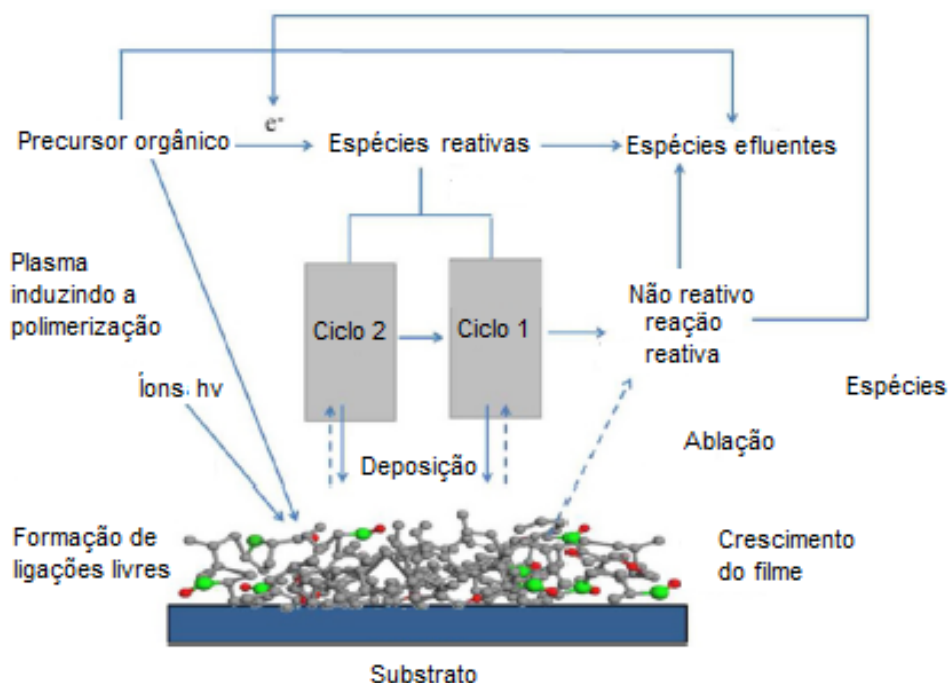 e-
Precursor orgânico
Espécies reativas
Espécies efluentes
Plasma
induzindo a
polimerização
Ciclo 2
Ciclo 1
Não reativo
reação
reativa
Íons hv
Espécies
Ablação
Deposição
Formação de
ligações livres
Crescimento
do filme
Substrato